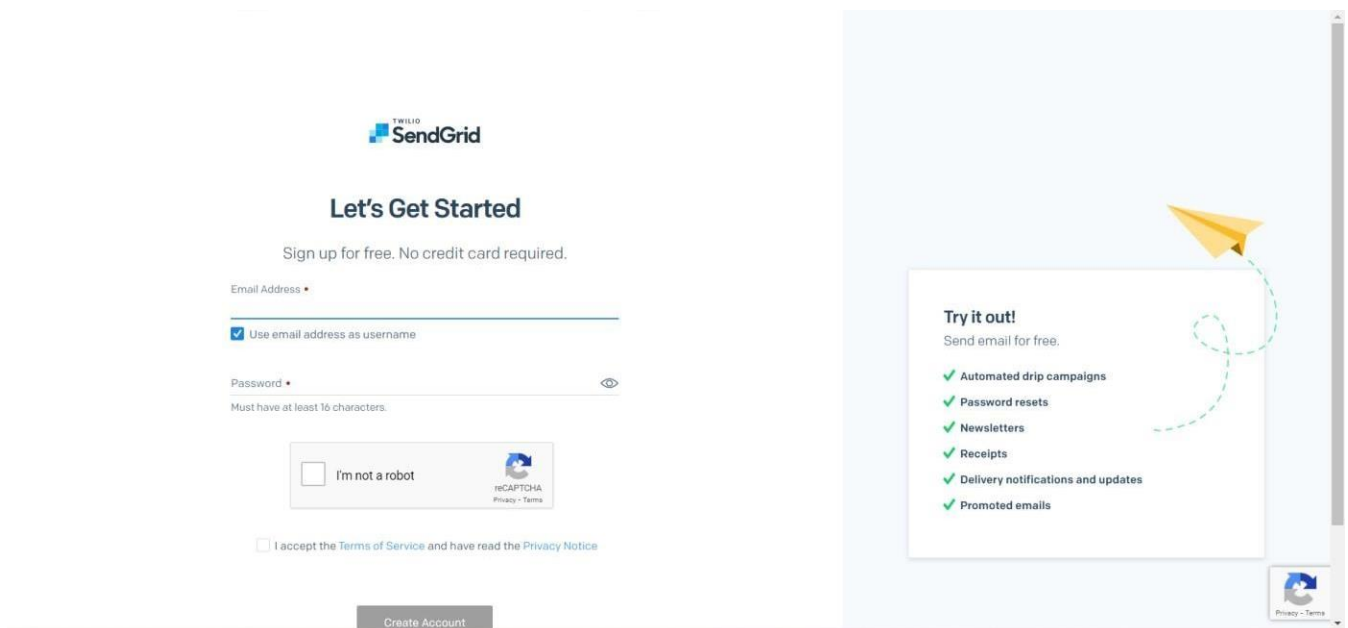 TWILIO
SendGrid
Let's Get Started
Sign up for free. No credit card required.
Email Address •
Use email address as username
Password •
Must have at least 16 characters.
I'm not a robot
reCAPTCHA
Privacy - Terms
I accept the Terms of Service and have read the Privacy Notice
Create Account
Try it out!
Send email for free.
Automated drip campaigns
Password resets
Newsletters
Receipts
Delivery notifications and updates
Promoted emails
Privacy - Terms